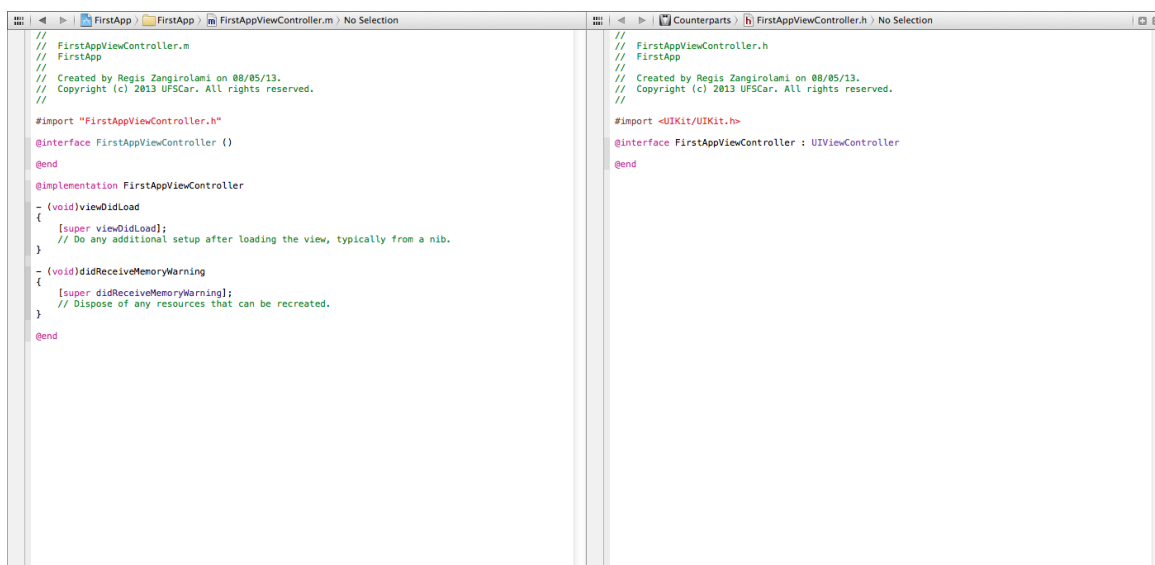 FirstApp FirstApp FirstAppViewController.m No Selection
//
//  FirstAppViewController.m
//  FirstApp
//
//  Created by Regis Zangirolami on 08/05/13.
//  Copyright (c) 2013 UFSCar. All rights reserved.
//
#import "FirstAppViewController.h"
@interface FirstAppViewController ()
@end
@implementation FirstAppViewController
- (void)viewDidLoad
{
    [super viewDidLoad];
    // Do any additional setup after loading the view, typically from a nib.
}
- (void)didReceiveMemoryWarning
{
    [super didReceiveMemoryWarning];
    // Dispose of any resources that can be recreated.
}
@end
Counterparts FirstAppViewController.h No Selection
//
//  FirstAppViewController.h
//  FirstApp
//
//  Created by Regis Zangirolami on 08/05/13.
//  Copyright (c) 2013 UFSCar. All rights reserved.
//
#import <UIKit/UIKit.h>
@interface FirstAppViewController : UIViewController
@end